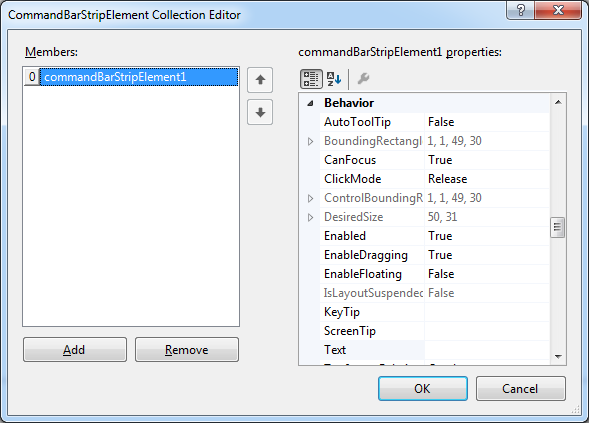 CommandBarStripElement Collection Editor
Members:
commandBarStripElement1 properties:
0 commandBarStripElement1
Behavior
AutoToolTip False
BoundingRectangl 1, 1, 49, 30
CanFocus True
ClickMode Release
ControlBoundingR 1, 1, 49, 30
DesiredSize 50, 31
Enabled True
EnableDragging True
EnableFloating False
IsLayoutSuspended False
KeyTip
ScreenTip
Text
Add Remove
OK Cancel